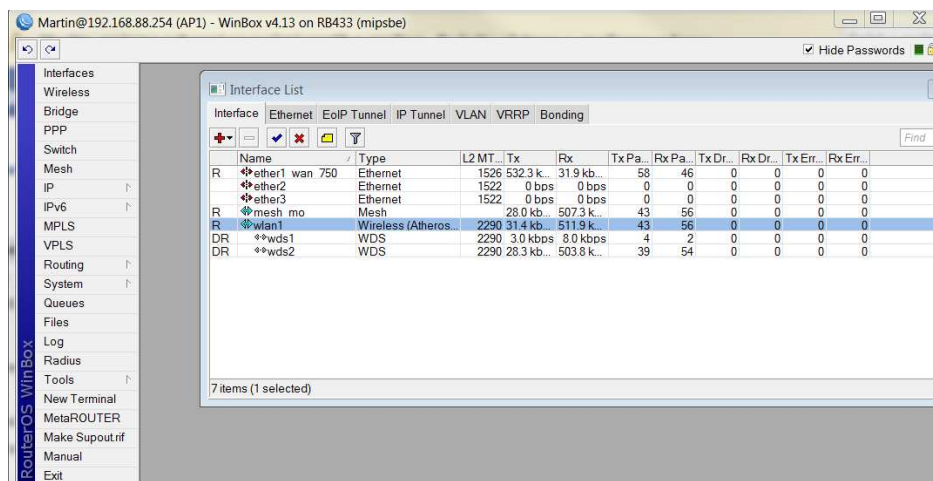 Martin@192.168.88.254 (AP1) - WinBox v4.13 on RB433 (mipsbe)
Hide Passwords
Interfaces
Wireless
Bridge
PPP
Switch
Mesh
IP
IPv6
MPLS
VPLS
Routing
System
Queues
Files
Log
Radius
Tools
New Terminal
MetaROUTER
Make Supout.rif
Manual
Exit
RouterOS WinBox
Interface List
Interface Ethernet EoIP Tunnel IP Tunnel VLAN VRRP Bonding
Find
Name Type L2 MT... Tx Rx Tx Pa... Rx Pa... Tx Dr... Rx Dr... Tx Err... Rx Err...
R ether1 wan 750 Ethernet 1526 532.3 k... 31.9 kb... 58 46 0 0 0 0
ether2 Ethernet 1522 0 bps 0 bps 0 0 0 0 0 0
ether3 Ethernet 1522 0 bps 0 bps 0 0 0 0 0 0
R mesh mo Mesh 28.0 kb... 507.3 k... 43 56 0 0 0 0
R wlan1 Wireless (Atheros... 2290 31.4 kb... 511.9 k... 43 56 0 0 0 0
DR wds1 WDS 2290 3.0 kbps 8.0 kbps 4 2 0 0 0 0
DR wds2 WDS 2290 28.3 kb... 503.8 k... 39 54 0 0 0 0
7 items (1 selected)